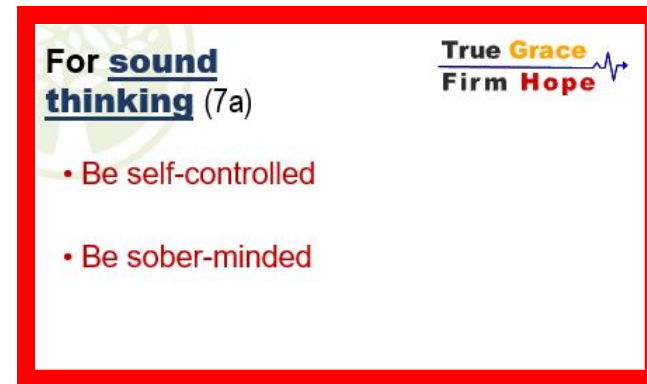 For sound
thinking (7a)
True Grace
Firm Hope
• Be self-controlled
• Be sober-minded